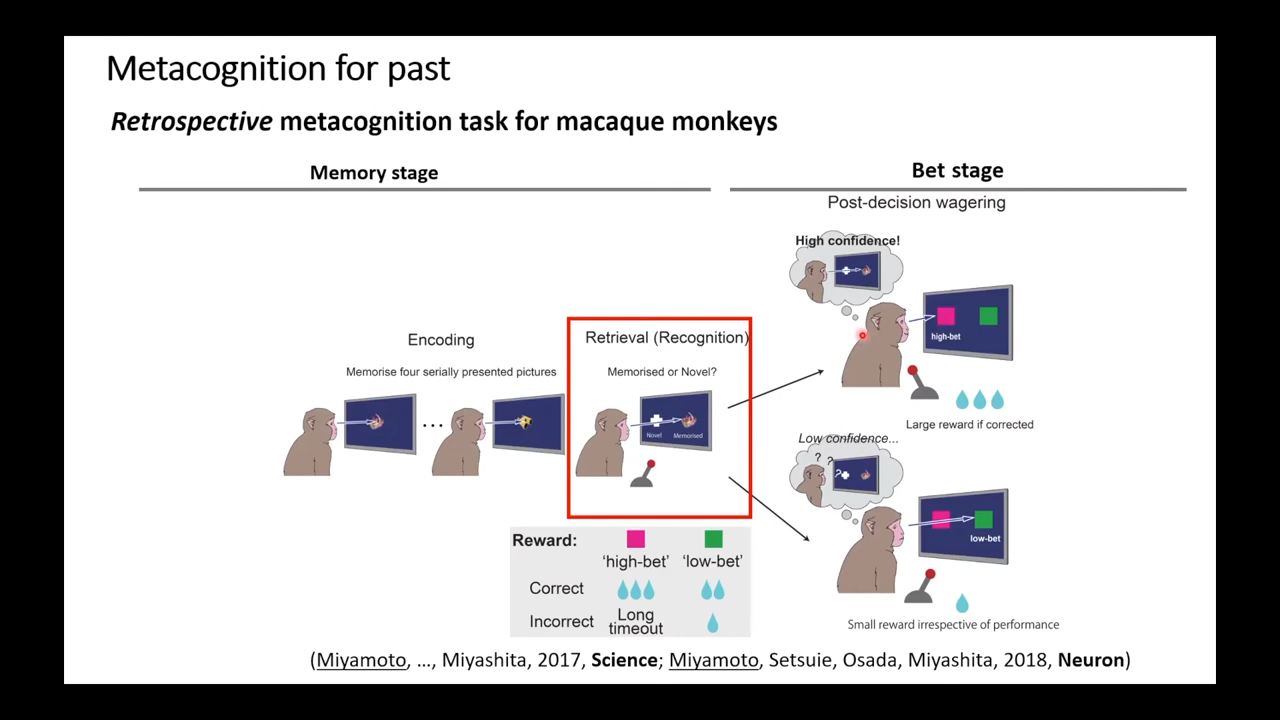 Metacognition for past
Retrospective metacognition task for macaque monkeys
Memory stage
Encoding
Memorise four serially presented pictures
...
Retrieval (Recognition)
Memorised or Novel?
Novel
Memorised
Bet stage
Post-decision wagering
High confidence!
high-bet
Large reward if corrected
Low confidence...
? ?
?
low-bet
Small reward irrespective of performance
Reward:
‘high-bet’ ‘low-bet’
Correct
Incorrect
Long
timeout
(Miyamoto, ..., Miyashita, 2017, Science; Miyamoto, Setsuie, Osada, Miyashita, 2018, Neuron)